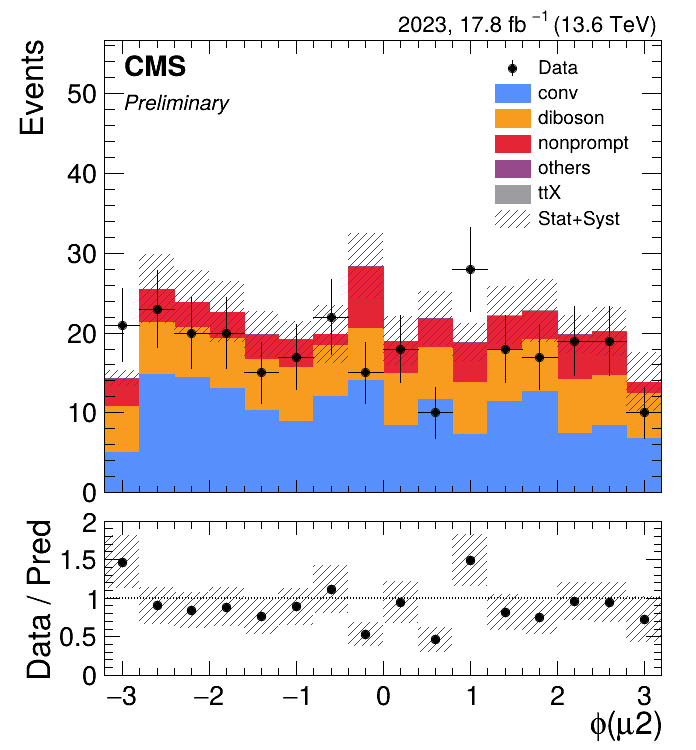 2023, 17.8 fb⁻¹ (13.6 TeV)
CMS
Preliminary
Events
50
40
30
20
10
0
Data
conv
diboson
nonprompt
others
ttX
Stat+Syst
Data / Pred
2
1.5
1
0.5
0
−3 −2 −1 0 1 2 3
ϕ(μ2)